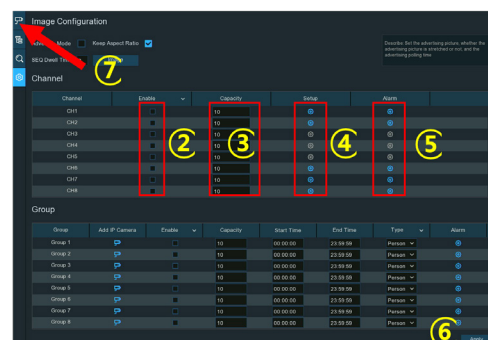 Image Configuration
Mode Keep Aspect Ratio
Describe: Set the advertising picture, whether the
advertising picture is stretched or not, and the
advertising polling time.
SEQ Dwell Time
⑦
Channel
Channel Enable Capacity Setup Alarm
CH1 10
CH2 10
CH3 10
CH4 10
CH5 10
CH6 10
CH7 10
CH8 10
② ③ ④ ⑤
Group
Group Add IP Camera Enable Capacity Start Time End Time Type Alarm
Group 1 10 00:00:00 23:59:59 Person
Group 2 10 00:00:00 23:59:59 Person
Group 3 10 00:00:00 23:59:59 Person
Group 4 10 00:00:00 23:59:59 Person
Group 5 10 00:00:00 23:59:59 Person
Group 6 10 00:00:00 23:59:59 Person
Group 7 10 00:00:00 23:59:59 Person
Group 8 10 00:00:00 23:59:59 Person
⑥
Apply